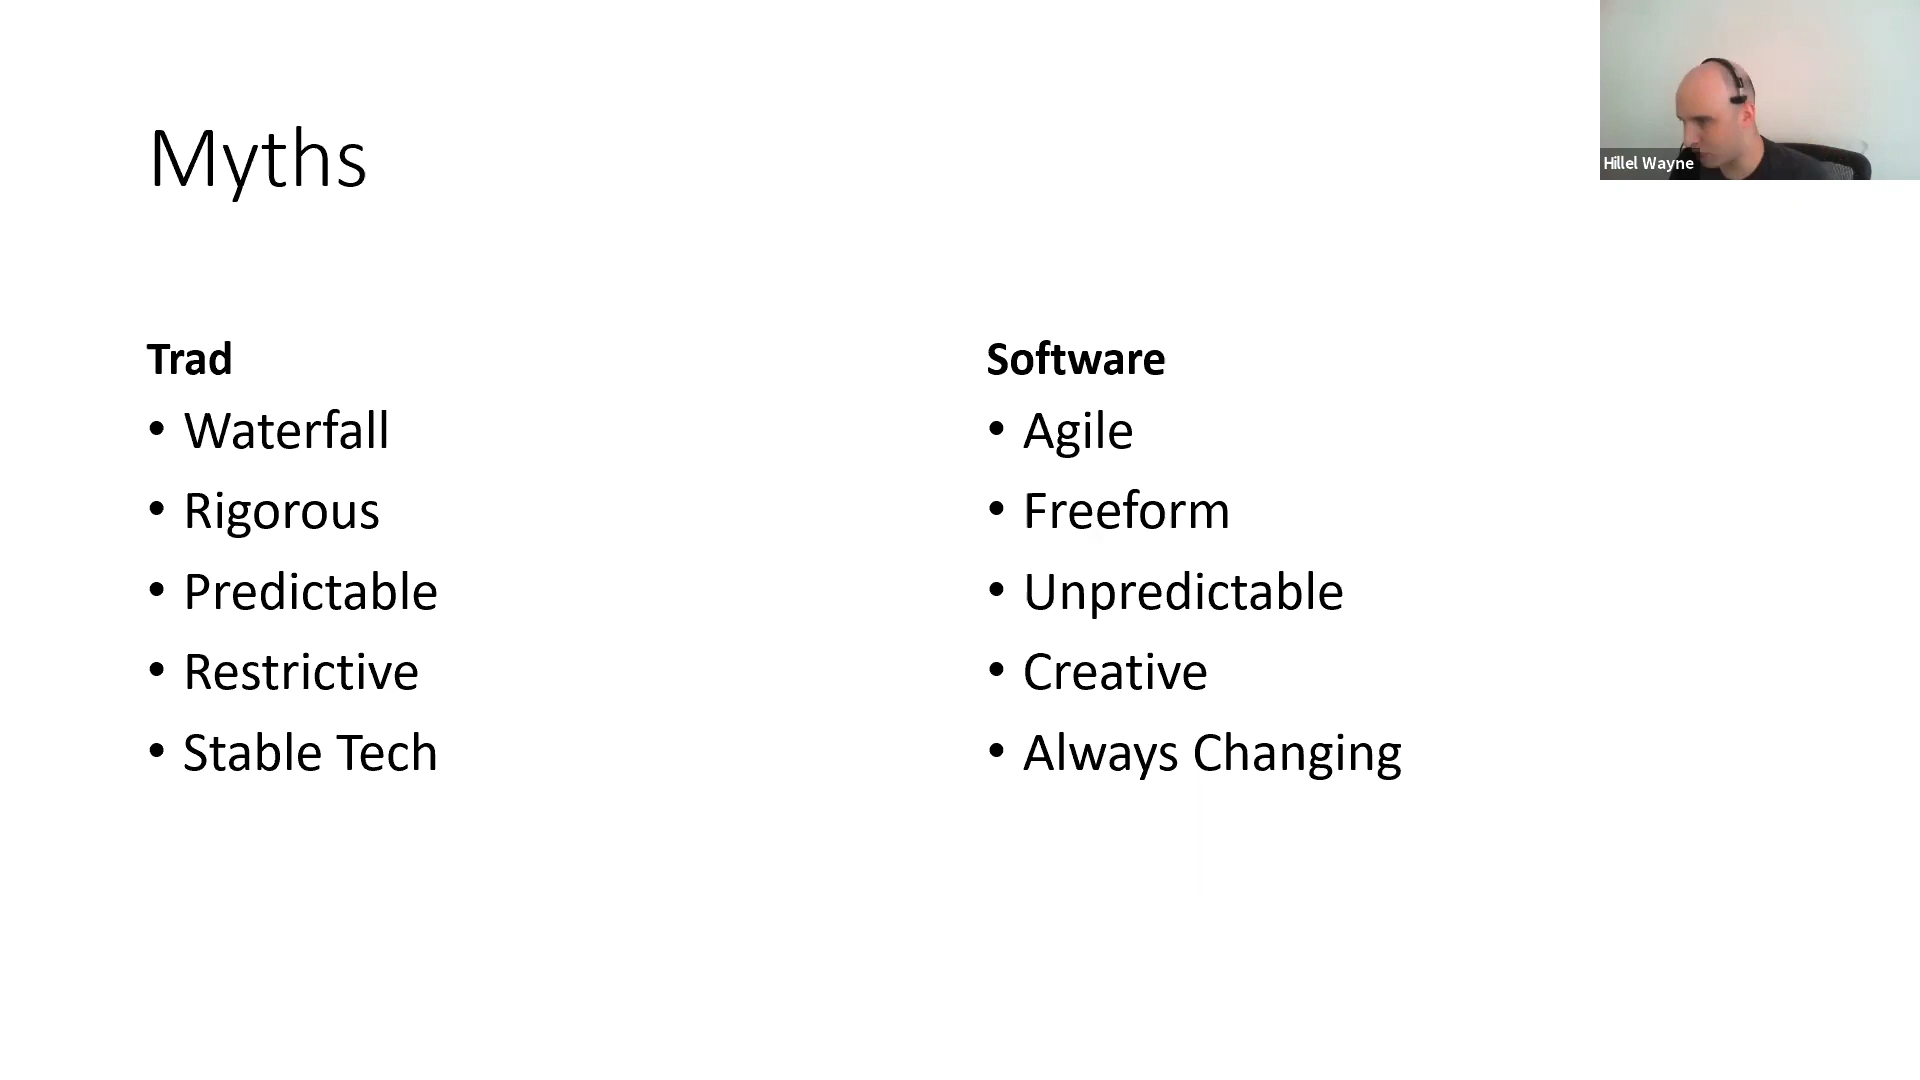 Myths
Hillel Wayne
Trad
• Waterfall
• Rigorous
• Predictable
• Restrictive
• Stable Tech
Software
• Agile
• Freeform
• Unpredictable
• Creative
• Always Changing